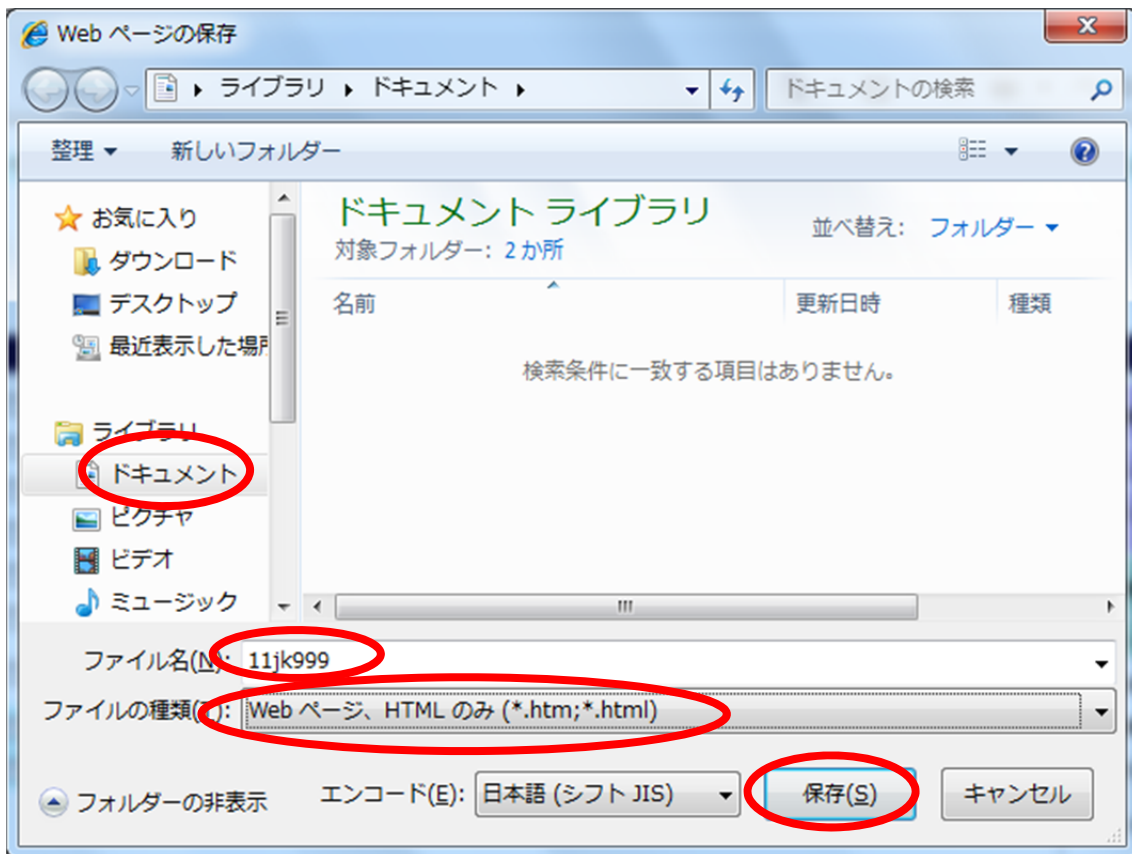 Web ページの保存
ライブラリ ドキュメント ドキュメントの検索
整理 新しいフォルダー
お気に入り
ダウンロード
デスクトップ
最近表示した場所
ライブラリ
ドキュメント
ピクチャ
ビデオ
ミュージック
ドキュメント ライブラリ
対象フォルダー: 2 か所
並べ替え: フォルダー
名前 更新日時 種類
検索条件に一致する項目はありません。
ファイル名(N): 11jk999
ファイルの種類(T): Web ページ、HTML のみ (*.htm;*.html)
フォルダーの非表示 エンコード(E): 日本語 (シフト JIS) 保存(S) キャンセル